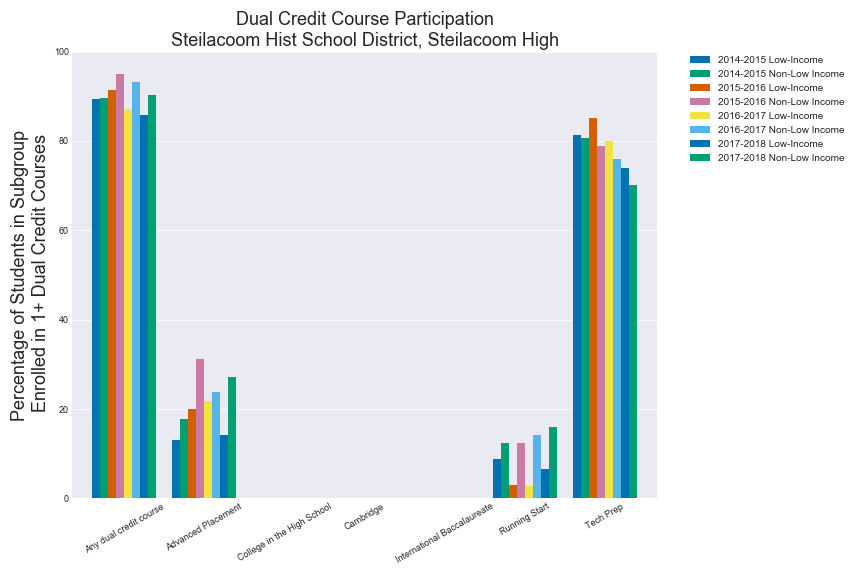 Dual Credit Course Participation
Steilacoom Hist School District, Steilacoom High
Percentage of Students in Subgroup
Enrolled in 1+ Dual Credit Courses
100
80
60
40
20
0
Any dual credit course
Advanced Placement
College in the High School
Cambridge
International Baccalaureate
Running Start
Tech Prep
2014-2015 Low-Income
2014-2015 Non-Low Income
2015-2016 Low-Income
2015-2016 Non-Low Income
2016-2017 Low-Income
2016-2017 Non-Low Income
2017-2018 Low-Income
2017-2018 Non-Low Income